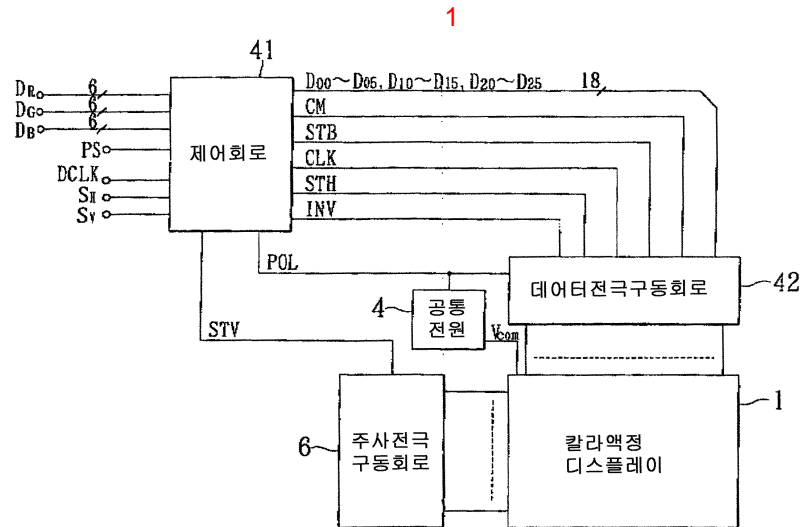 1
41
D00~D05, D10~D15, D20~D25 18
DR 6
DG 6
DB 6
PS
DCLK
SH
SV
제어회로
CM
STB
CLK
STH
INV
POL
STV
데어터전극구동회로
42
4
공통
전원
Vcom
6
주사전극
구동회로
칼라액정
디스플레이
1